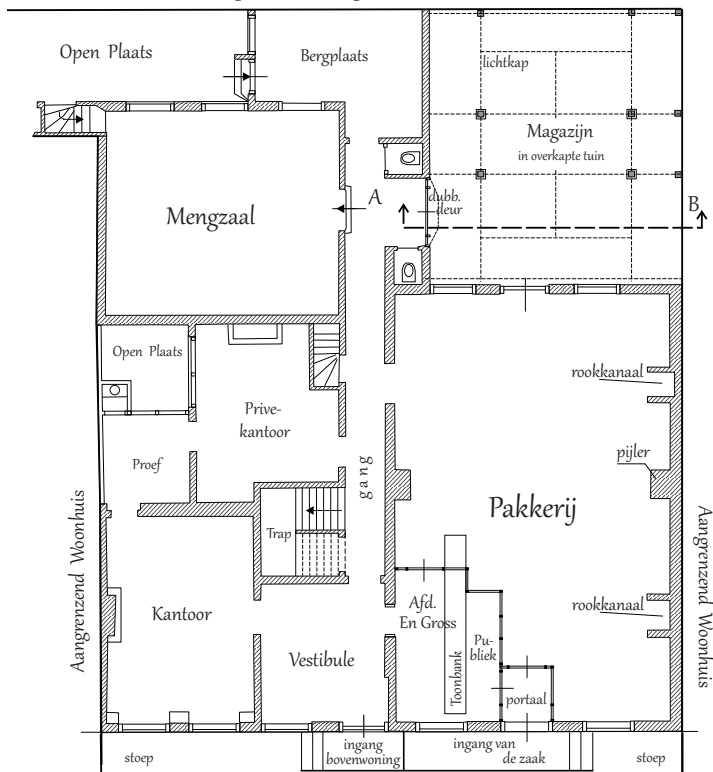 Open Plaats
Bergplaats
lichtkap
Magazijn
in overkapte tuin
Mengzaal
A
dubb.
deur
B
Open Plaats
rookkanaal
Prive-
kantoor
Proef
gang
pijler
Pakkerij
Trap
Aangrenzend Woonhuis
Aangrenzend Woonhuis
Kantoor
Afd.
En Gross
rookkanaal
Pu-
bliek
Toonbank
Vestibule
portaal
stoep
ingang
bovenwoning
ingang van
de zaak
stoep